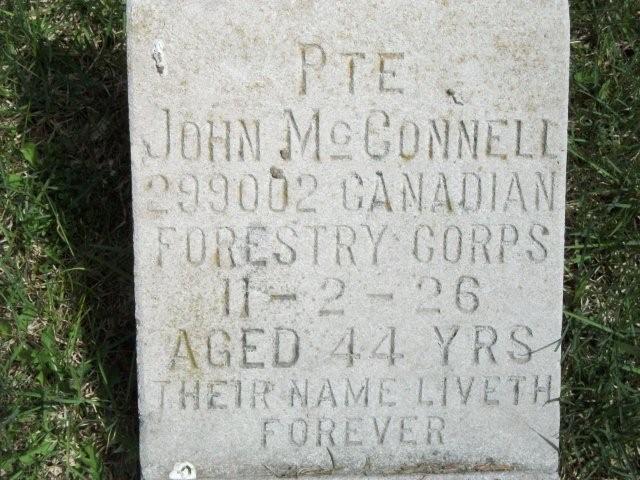 PTE
JOHN McCONNELL
299002 CANADIAN
FORESTRY CORPS
11-2-26
AGED 44 YRS
THEIR NAME LIVETH
FOREVER